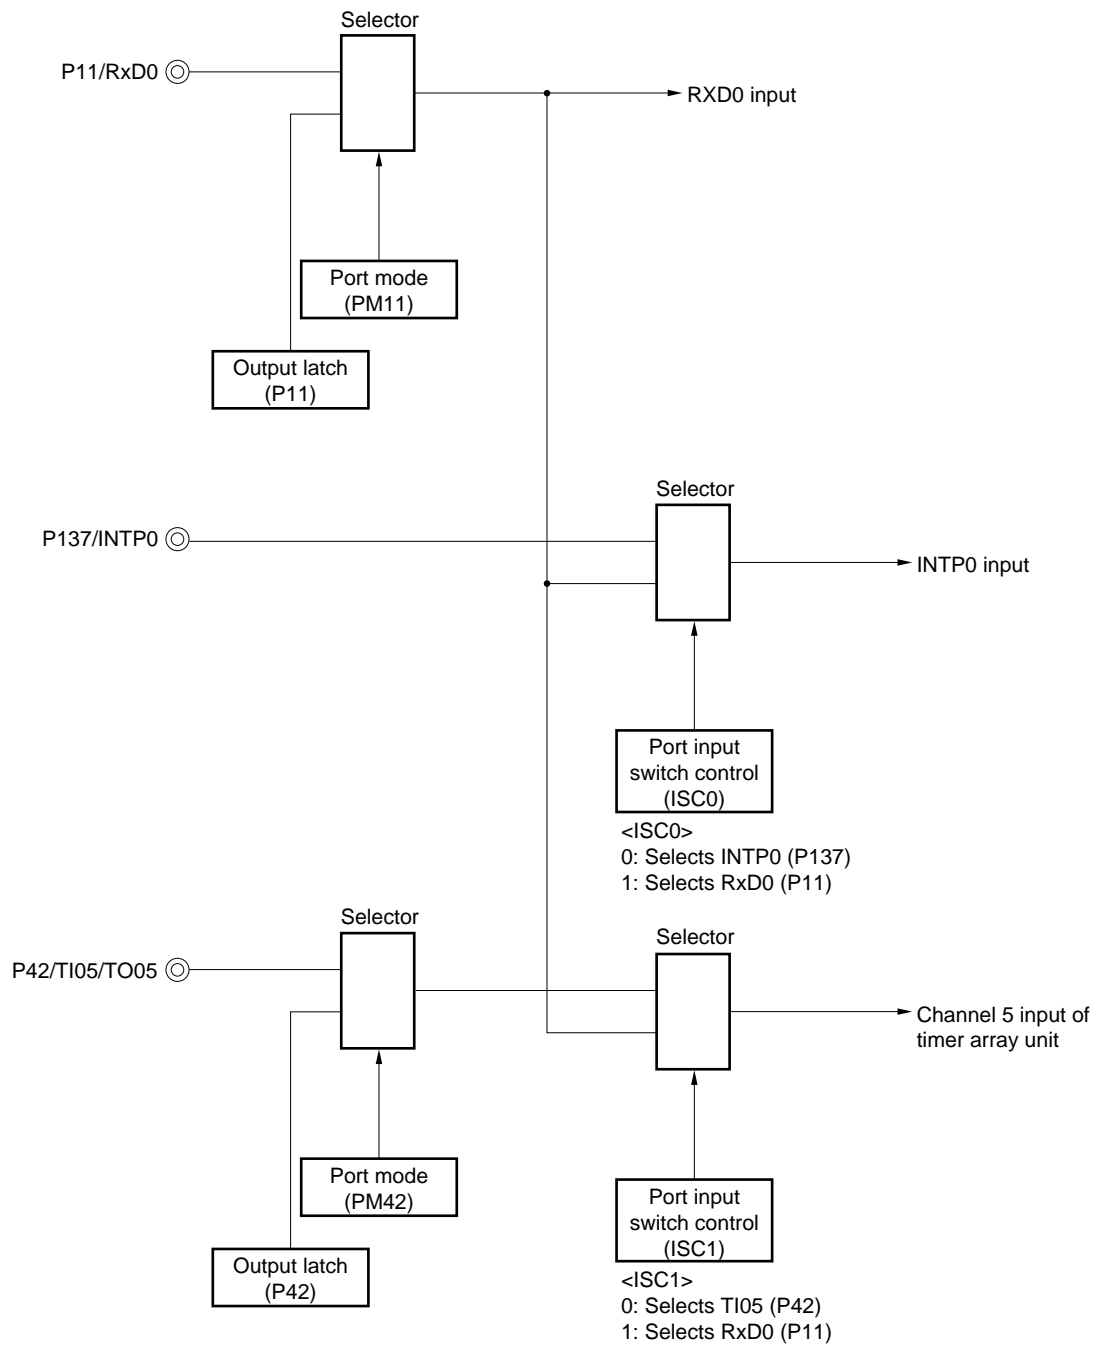 Selector
P11/RxD0
RXD0 input
Port mode
(PM11)
Output latch
(P11)
Selector
P137/INTP0
INTP0 input
Port input
switch control
(ISC0)
<ISC0>
0: Selects INTP0 (P137)
1: Selects RxD0 (P11)
Selector
Selector
P42/TI05/TO05
Channel 5 input of
timer array unit
Port mode
(PM42)
Port input
switch control
(ISC1)
Output latch
(P42)
<ISC1>
0: Selects TI05 (P42)
1: Selects RxD0 (P11)